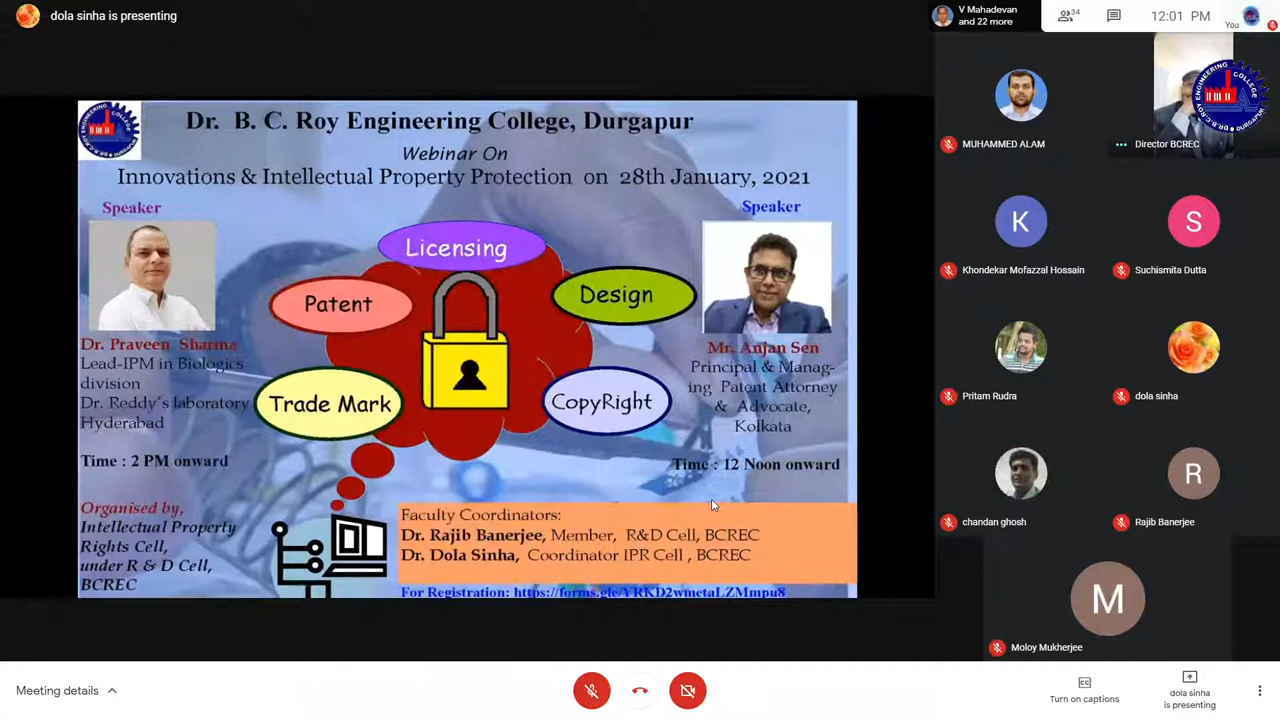 dola sinha is presenting
V Mahadevan
and 22 more
34
12:01 PM
You
Dr. B. C. Roy Engineering College, Durgapur
Webinar On
Innovations & Intellectual Property Protection on 28th January, 2021
Speaker
Dr. Praveen Sharma
Lead-IPM in Biologics
division
Dr. Reddy's laboratory
Hyderabad
Time : 2 PM onward
Licensing
Patent
Design
Trade Mark
CopyRight
Speaker
Mr. Anjan Sen
Principal & Manag-
ing Patent Attorney
& Advocate,
Kolkata
Time : 12 Noon onward
Organised by,
Intellectual Property
Rights Cell,
under R & D Cell,
BCREC
Faculty Coordinators:
Dr. Rajib Banerjee, Member, R&D Cell, BCREC
Dr. Dola Sinha, Coordinator IPR Cell , BCREC
For Registration: https://forms.gle/YRKD2wmetaLZMmpu8
MUHAMMED ALAM
Director BCREC
K
Khondekar Mofazzal Hossain
S
Suchismita Dutta
Pritam Rudra
dola sinha
chandan ghosh
R
Rajib Banerjee
M
Moloy Mukherjee
Meeting details
CC
Turn on captions
dola sinha
is presenting